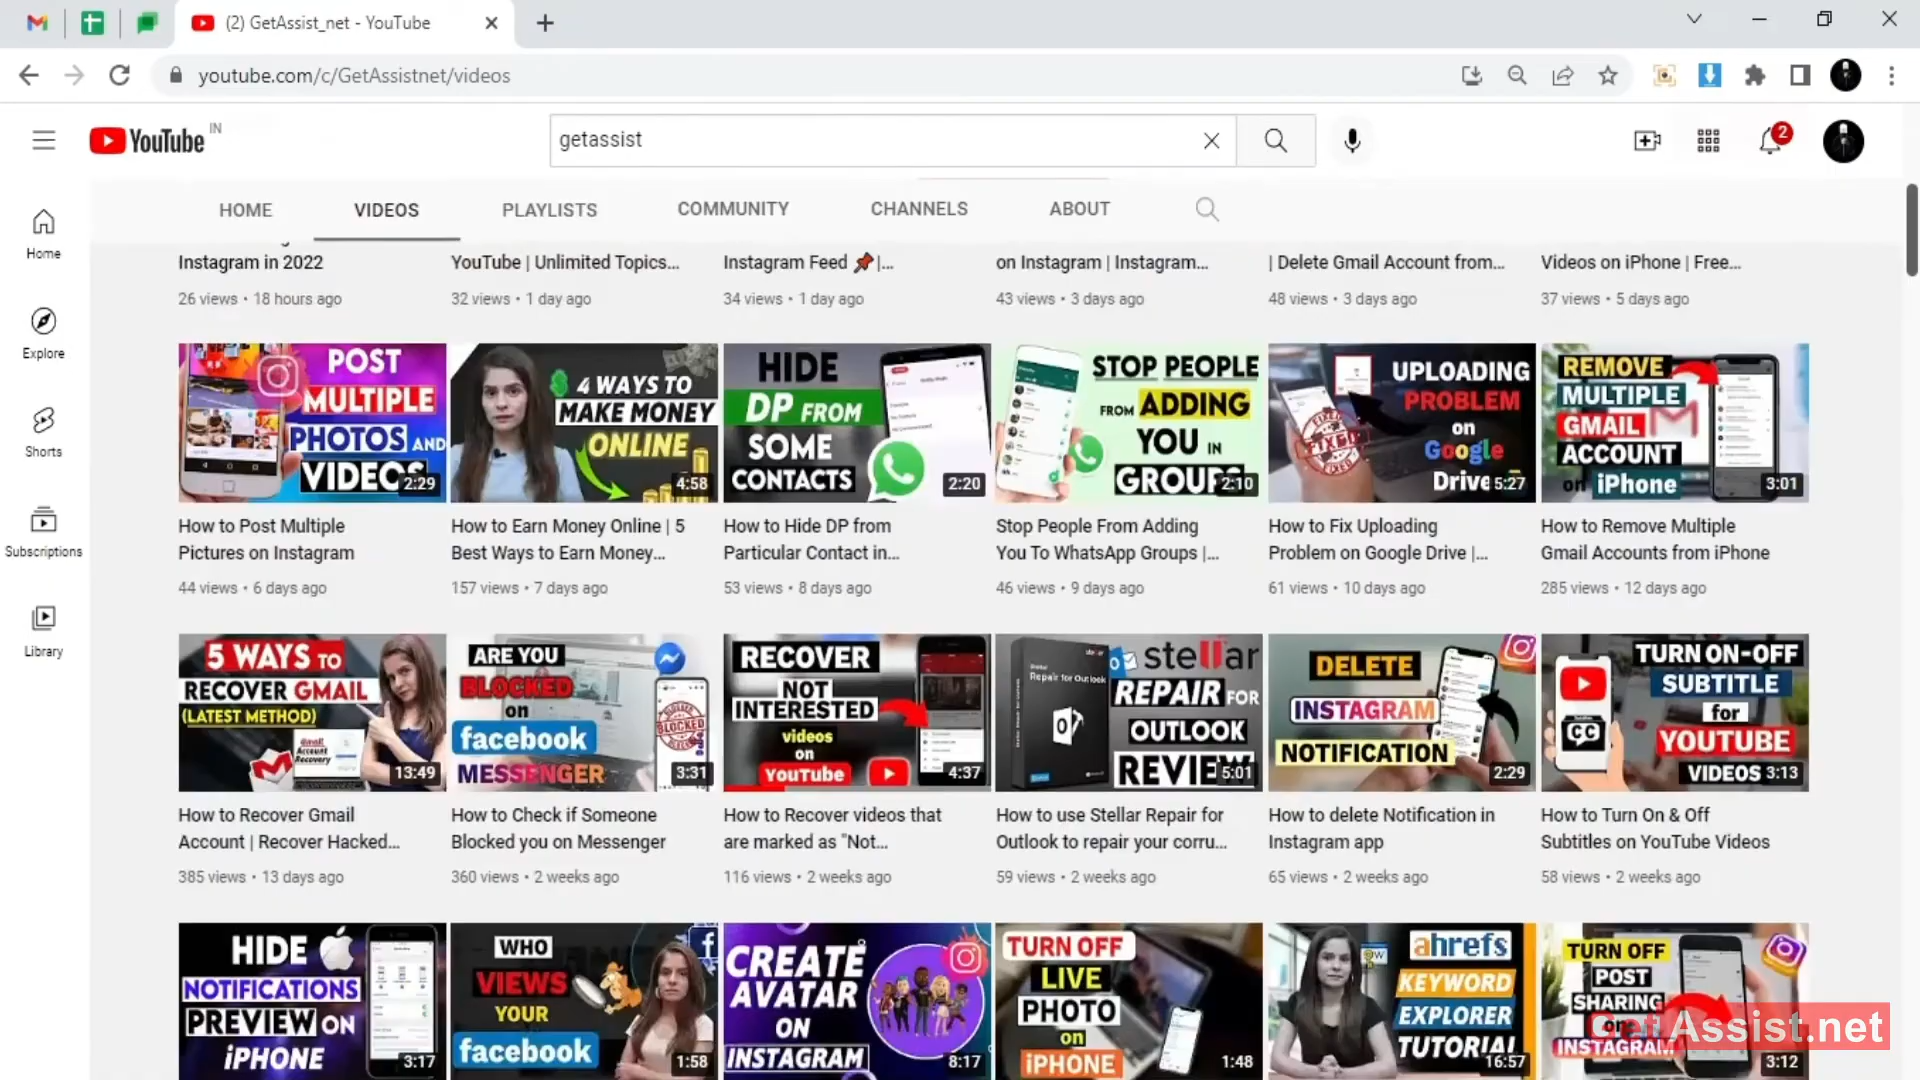 (2) GetAssist_net - YouTube
youtube.com/c/GetAssistnet/videos
YouTube IN
getassist
2
HOME VIDEOS PLAYLISTS COMMUNITY CHANNELS ABOUT
Home
Explore
Shorts
Subscriptions
Library
Instagram in 2022
26 views • 18 hours ago
YouTube | Unlimited Topics...
32 views • 1 day ago
Instagram Feed 📌|...
34 views • 1 day ago
on Instagram | Instagram...
43 views • 3 days ago
| Delete Gmail Account from...
48 views • 3 days ago
Videos on iPhone | Free...
37 views • 5 days ago
POST
MULTIPLE
PHOTOS AND
VIDEOS
2:29
How to Post Multiple
Pictures on Instagram
44 views • 6 days ago
4 WAYS TO
MAKE MONEY
ONLINE
4:58
How to Earn Money Online | 5
Best Ways to Earn Money...
157 views • 7 days ago
HIDE
DP FROM
SOME
CONTACTS
2:20
How to Hide DP from
Particular Contact in...
53 views • 8 days ago
STOP PEOPLE
FROM ADDING
YOU IN
GROUPS
2:10
Stop People From Adding
You To WhatsApp Groups |...
46 views • 9 days ago
UPLOADING
PROBLEM
on
Google
Drive
FIXED
5:27
How to Fix Uploading
Problem on Google Drive |...
61 views • 10 days ago
REMOVE
MULTIPLE
GMAIL
ACCOUNT
on iPhone
3:01
How to Remove Multiple
Gmail Accounts from iPhone
285 views • 12 days ago
5 WAYS TO
RECOVER GMAIL
(LATEST METHOD)
Gmail
Account
Recovery
13:49
How to Recover Gmail
Account | Recover Hacked...
385 views • 13 days ago
ARE YOU
BLOCKED
on
facebook
MESSENGER
BLOCKED
3:31
How to Check if Someone
Blocked you on Messenger
360 views • 2 weeks ago
RECOVER
NOT
INTERESTED
videos
on
YouTube
4:37
How to Recover videos that
are marked as "Not...
116 views • 2 weeks ago
stellar
REPAIR FOR
OUTLOOK
REVIEW
stellar
Repair for Outlook
5:01
How to use Stellar Repair for
Outlook to repair your corru...
59 views • 2 weeks ago
DELETE
INSTAGRAM
NOTIFICATION
2:29
How to delete Notification in
Instagram app
65 views • 2 weeks ago
TURN ON-OFF
SUBTITLE
for
YOUTUBE
VIDEOS
CC
3:13
How to Turn On & Off
Subtitles on YouTube Videos
58 views • 2 weeks ago
HIDE
NOTIFICATIONS
PREVIEW ON
iPHONE
3:17
WHO
VIEWS
YOUR
facebook
1:58
CREATE
AVATAR
ON
INSTAGRAM
8:17
TURN OFF
LIVE
PHOTO
on
iPHONE
1:48
ahrefs
KEYWORD
EXPLORER
TUTORIAL
16:57
TURN OFF
POST
SHARING
on
INSTAGRAM
3:12
GetAssist.net